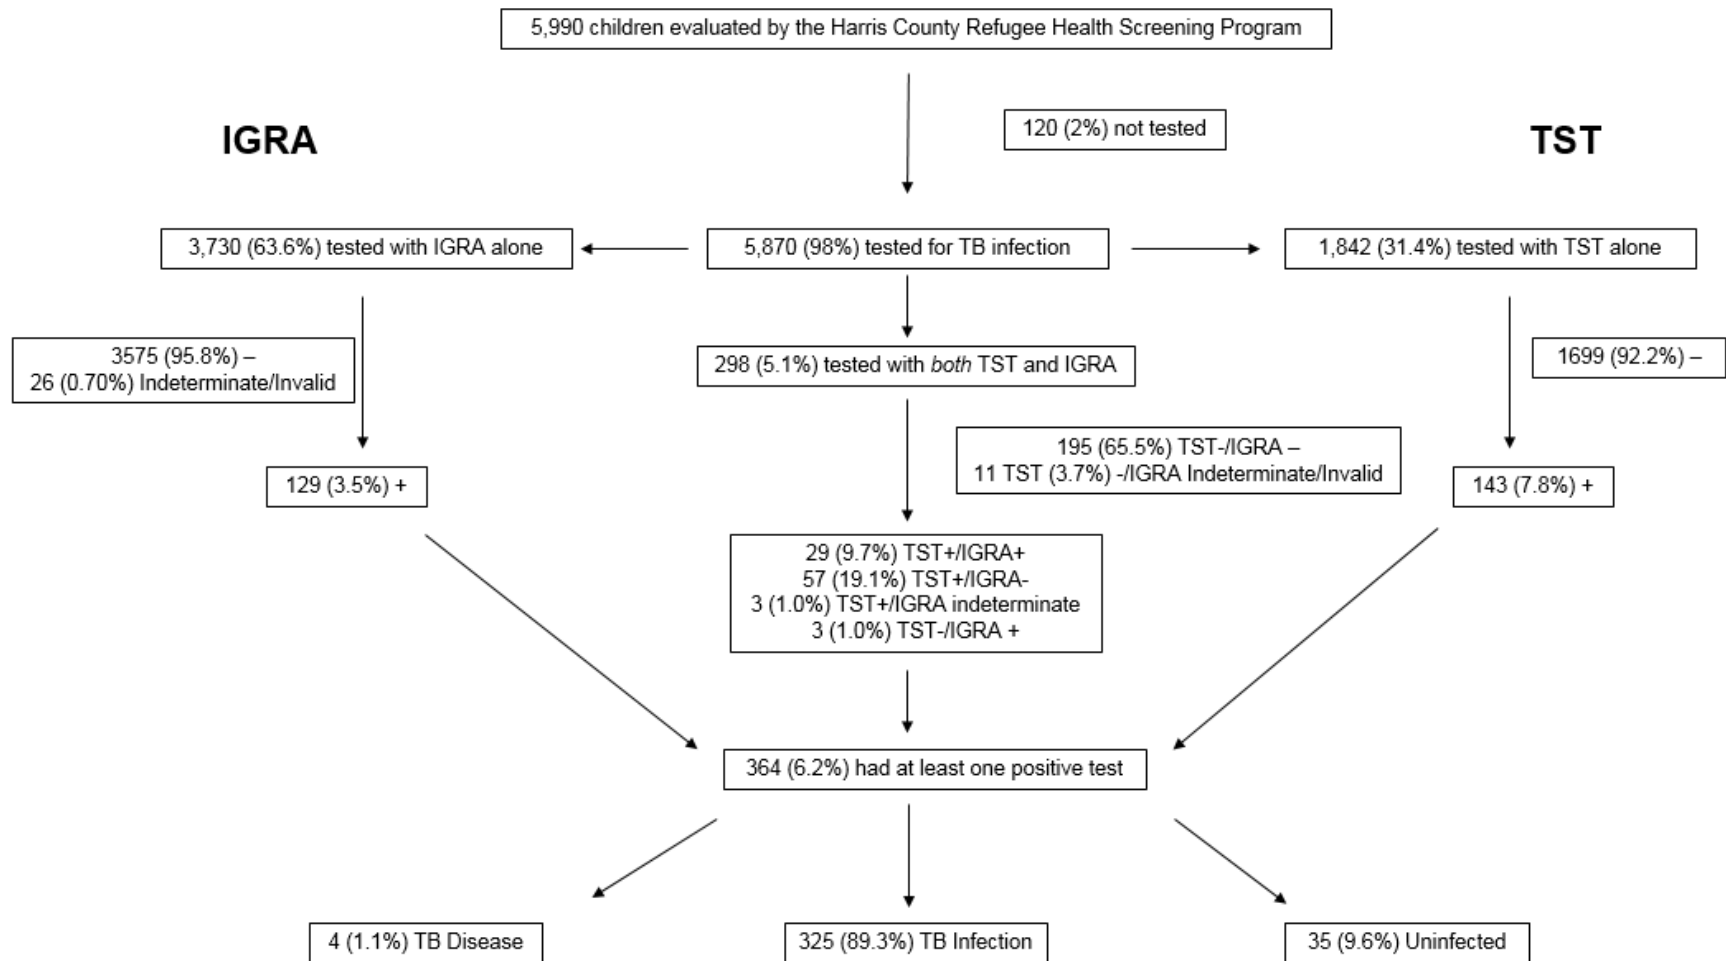 5,990 children evaluated by the Harris County Refugee Health Screening Program
120 (2%) not tested
IGRA
TST
3,730 (63.6%) tested with IGRA alone
5,870 (98%) tested for TB infection
1,842 (31.4%) tested with TST alone
3575 (95.8%) –
26 (0.70%) Indeterminate/Invalid
298 (5.1%) tested with both TST and IGRA
1699 (92.2%) –
195 (65.5%) TST-/IGRA –
11 TST (3.7%) -/IGRA Indeterminate/Invalid
129 (3.5%) +
143 (7.8%) +
29 (9.7%) TST+/IGRA+
57 (19.1%) TST+/IGRA-
3 (1.0%) TST+/IGRA indeterminate
3 (1.0%) TST-/IGRA +
364 (6.2%) had at least one positive test
4 (1.1%) TB Disease
325 (89.3%) TB Infection
35 (9.6%) Uninfected